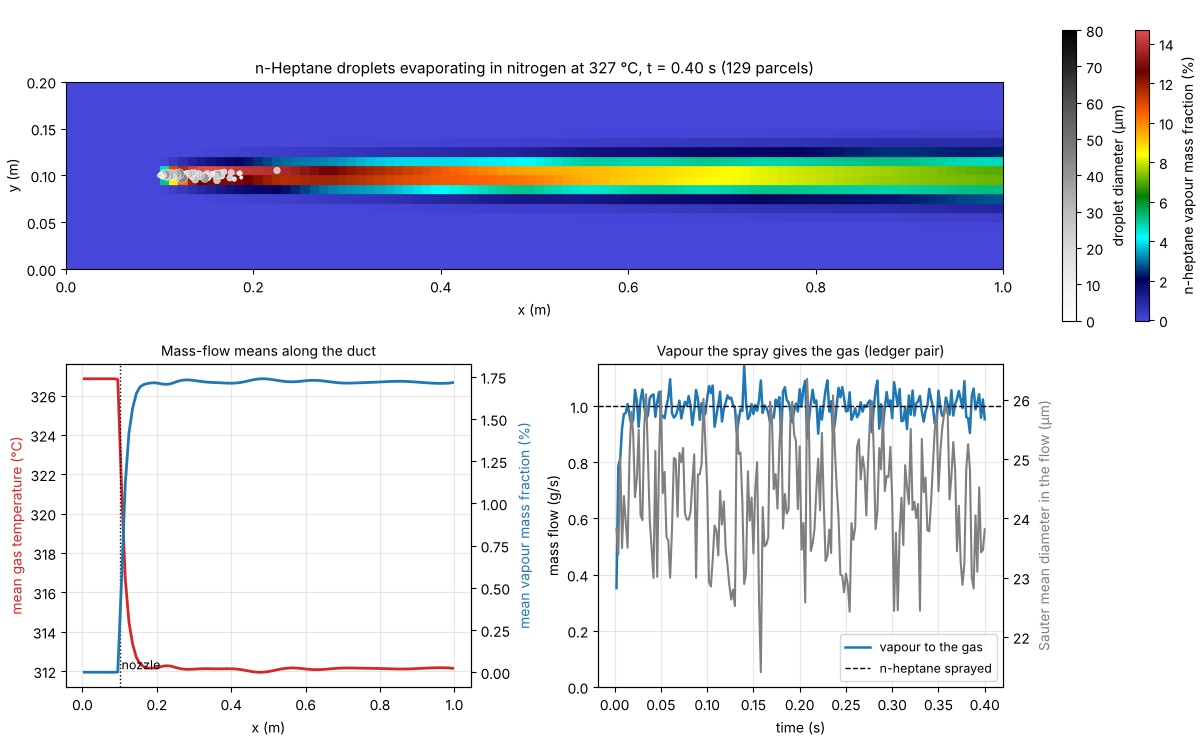 n-Heptane droplets evaporating in nitrogen at 327 °C, t = 0.40 s (129 parcels)
0.20
0.15
0.10
0.05
0.00
y (m)
0.0 0.2 0.4 0.6 0.8 1.0
x (m)
80
70
60
50
40
30
20
10
0
droplet diameter (µm)
14
12
10
8
6
4
2
0
n-heptane vapour mass fraction (%)
Mass-flow means along the duct
326
324
322
320
318
316
314
312
mean gas temperature (°C)
nozzle
1.75
1.50
1.25
1.00
0.75
0.50
0.25
0.00
mean vapour mass fraction (%)
0.0 0.2 0.4 0.6 0.8 1.0
x (m)
Vapour the spray gives the gas (ledger pair)
1.0
0.8
0.6
0.4
0.2
0.0
mass flow (g/s)
vapour to the gas
n-heptane sprayed
26
25
24
23
22
Sauter mean diameter in the flow (µm)
0.00 0.05 0.10 0.15 0.20 0.25 0.30 0.35 0.40
time (s)